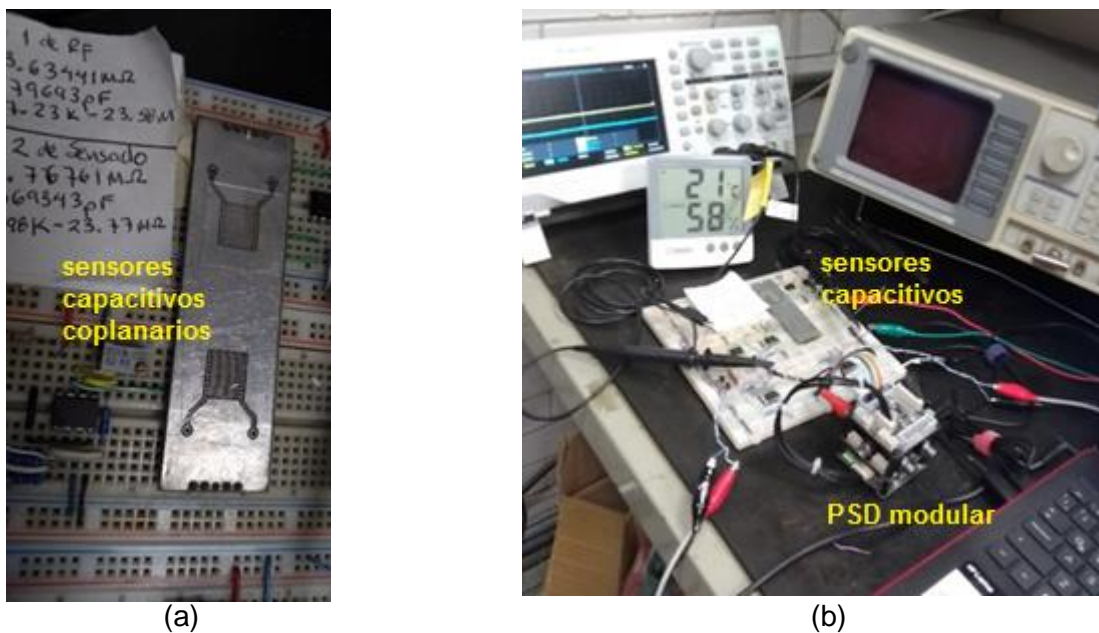 1 de RF
3.63441MΩ
79693pF
7-23K-23.58M
2 de Sensado
.76761MΩ
69343pF
98K-23.77MΩ
sensores
capacitivos
coplanarios
(a)
21°C
58%
sensores
capacitivos
PSD modular
(b)